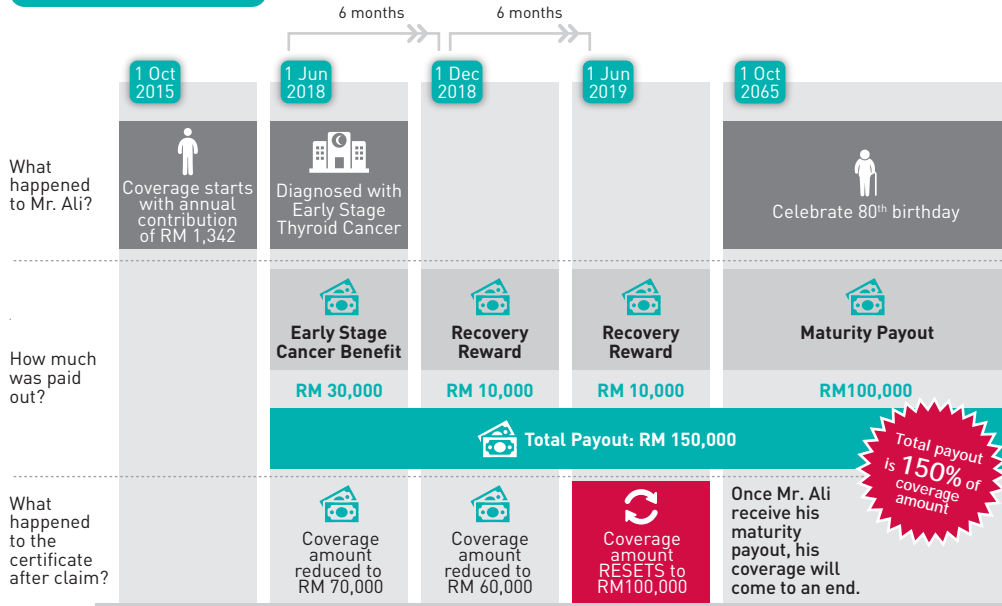 6 months
6 months
1 Oct
2015
1 Jun
2018
1 Dec
2018
1 Jun
2019
1 Oct
2065
What
happened
to Mr. Ali?
Coverage starts
with annual
contribution
of RM 1,342
Diagnosed with
Early Stage
Thyroid Cancer
Celebrate 80th birthday
How much
was paid
out?
Early Stage
Cancer Benefit
Recovery
Reward
Recovery
Reward
Maturity Payout
RM 30,000
RM 10,000
RM 10,000
RM100,000
Total Payout: RM 150,000
Total payout
is 150% of
coverage
amount
What
happened
to the
certificate
after claim?
Coverage
amount
reduced to
RM 70,000
Coverage
amount
reduced to
RM 60,000
Coverage
amount
RESETS to
RM100,000
Once Mr. Ali
receive his
maturity
payout, his
coverage will
come to an end.